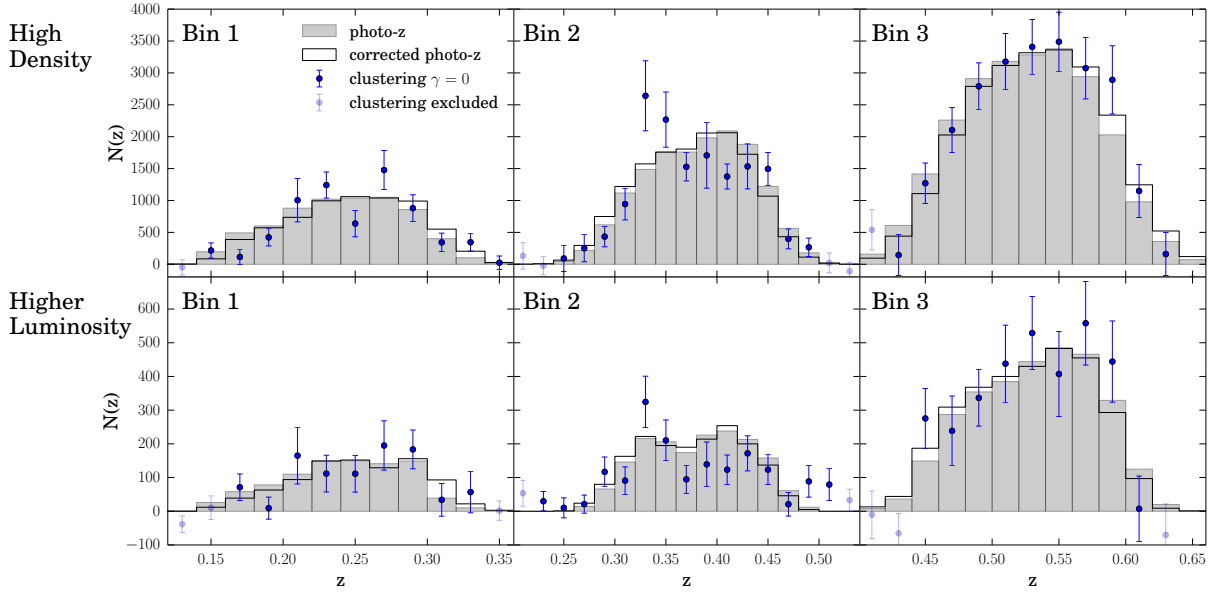 High
Density
Bin 1
photo-z
corrected photo-z
clustering γ = 0
clustering excluded
Bin 2
Bin 3
N(z)
4000
3500
3000
2500
2000
1500
1000
500
0
Higher
Luminosity
Bin 1
Bin 2
Bin 3
N(z)
600
500
400
300
200
100
0
−100
0.15 0.20 0.25 0.30 0.35
0.25 0.30 0.35 0.40 0.45 0.50
0.45 0.50 0.55 0.60 0.65
z z z